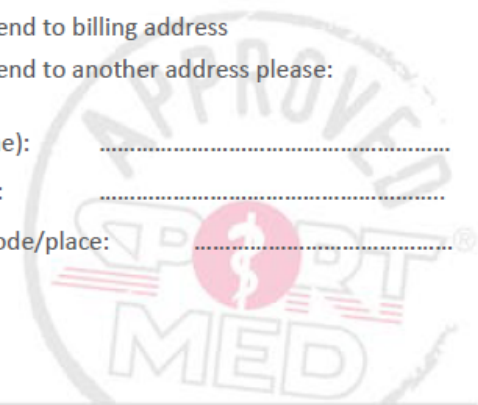 end to billing address
end to another address please:
APPROVED
e): ........................................................
: .......................................................
ode/place: .........................................
SPORT®
MED